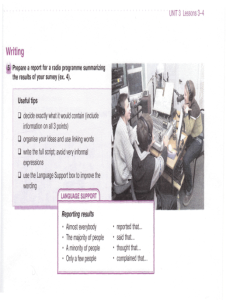 UNIT 3 Lessons 3–4
Writing
6 Prepare a report for a radio programme summarizing
the results of your survey (ex. 4).
Useful tips
❑ decide exactly what it would contain (include
information on all 3 points)
❑ organise your ideas and use linking words
❑ write the full script; avoid very informal
expressions
❑ use the Language Support box to improve the
wording
LANGUAGE SUPPORT
Reporting results
• Almost everybody • reported that...
• The majority of people • said that...
• A minority of people • thought that...
• Only a few people • complained that...